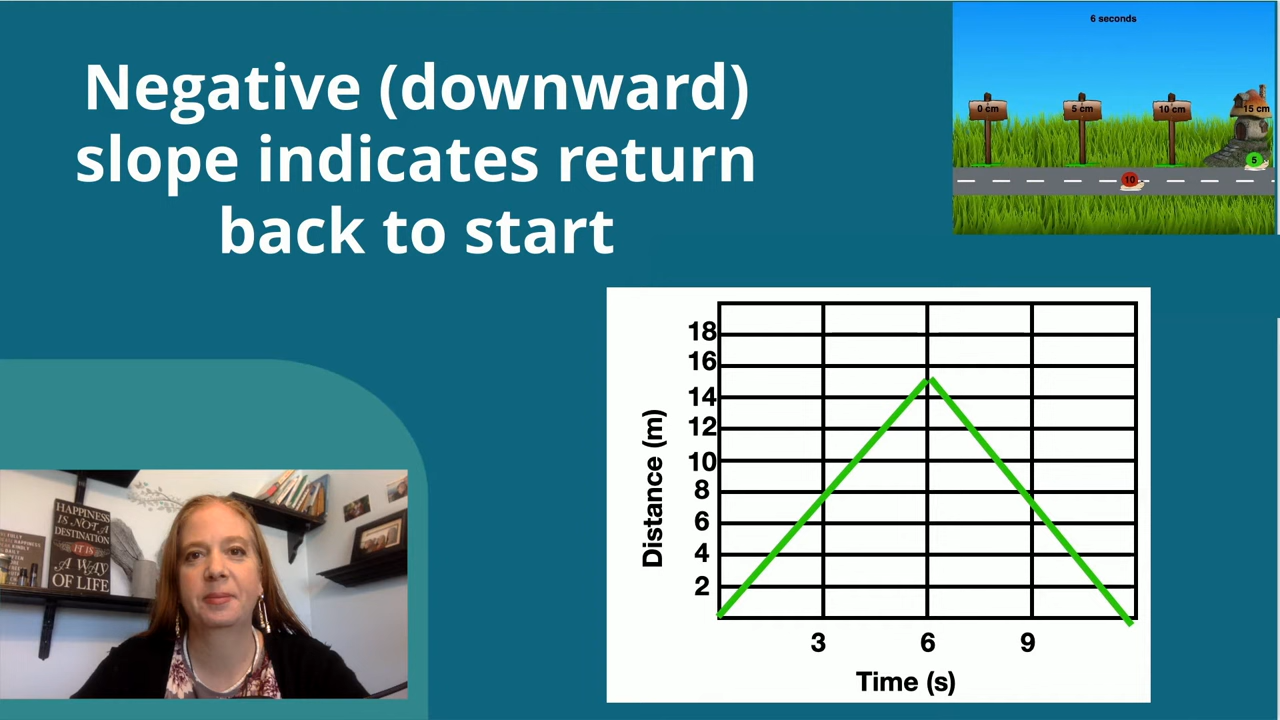 Negative (downward)
slope indicates return
back to start
6 seconds
0 cm
5 cm
10 cm
15 cm
5
10
18
16
14
12
10
8
6
4
2
Distance (m)
3 6 9
Time (s)
HAPPINESS
IS NOT A
DESTINATION
IT IS
A WAY
OF LIFE